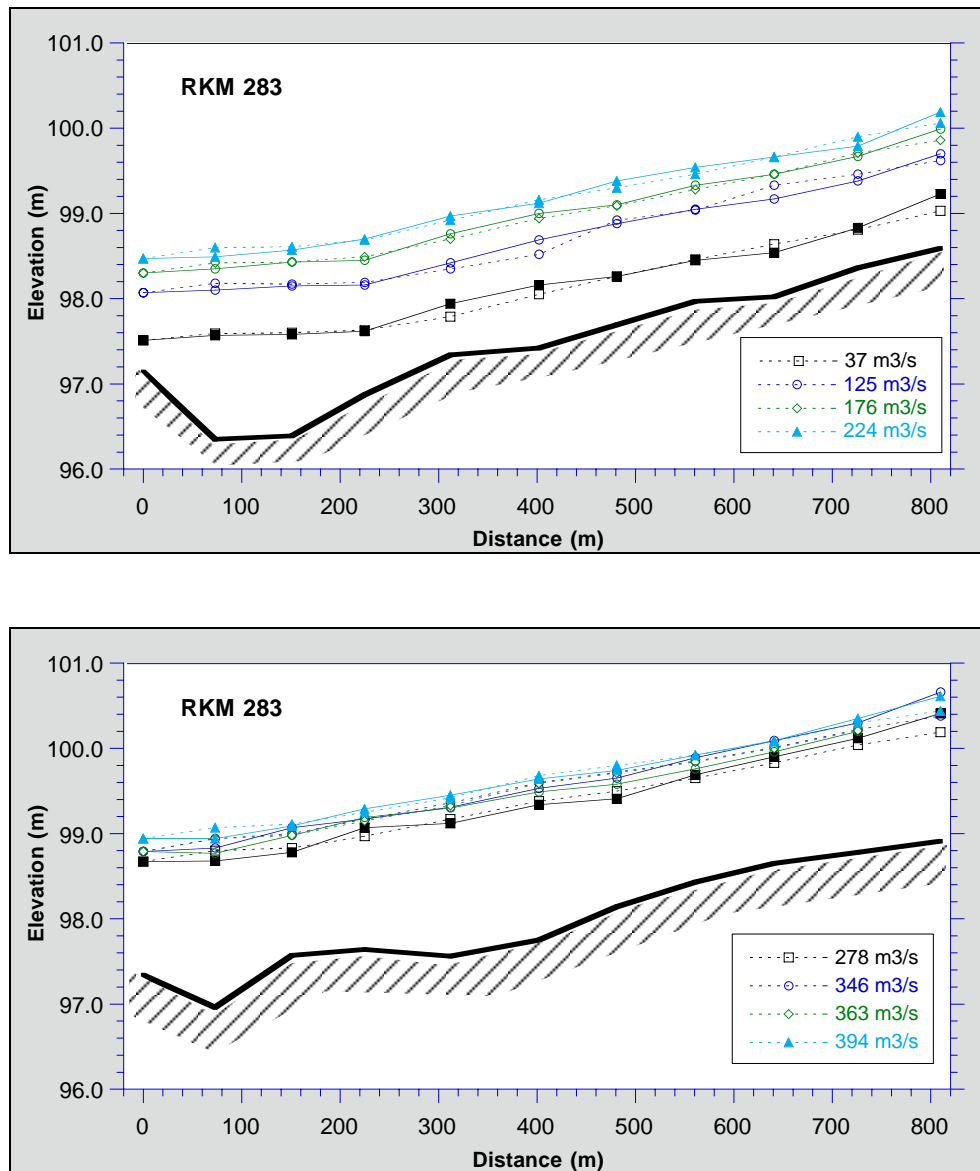 101.0
RKM 283
100.0
99.0
98.0
97.0
96.0
Elevation (m)
37 m3/s
125 m3/s
176 m3/s
224 m3/s
0 100 200 300 400 500 600 700 800
Distance (m)
101.0
RKM 283
100.0
99.0
98.0
97.0
96.0
Elevation (m)
278 m3/s
346 m3/s
363 m3/s
394 m3/s
0 100 200 300 400 500 600 700 800
Distance (m)